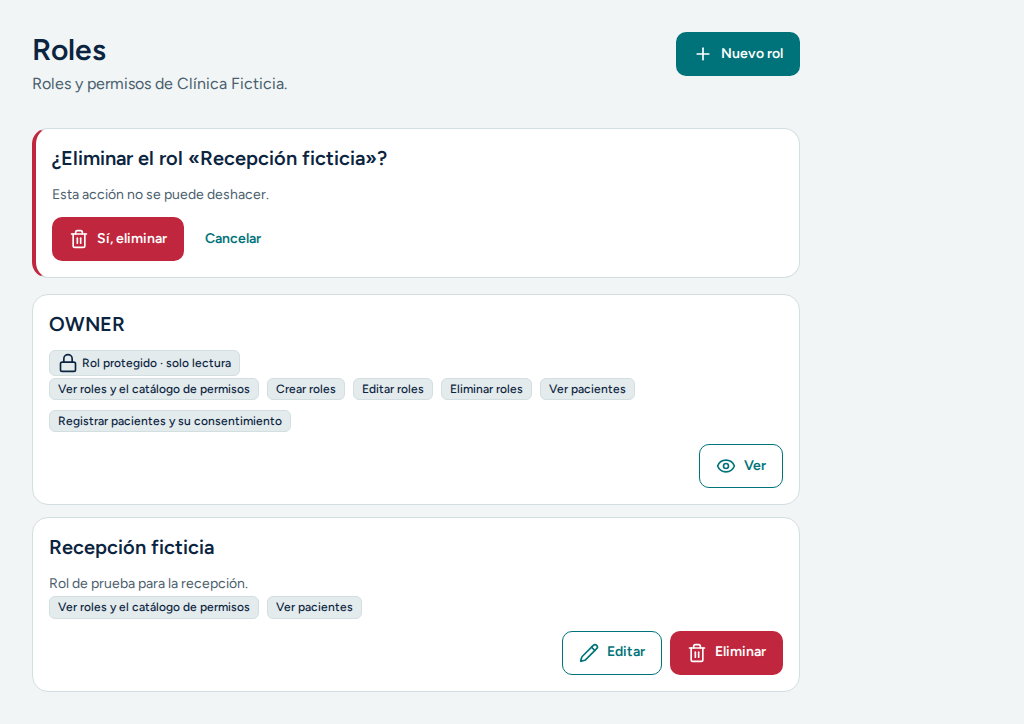 Roles
Nuevo rol
Roles y permisos de Clínica Ficticia.
¿Eliminar el rol «Recepción ficticia»?
Esta acción no se puede deshacer.
Sí, eliminar
Cancelar
OWNER
Rol protegido · solo lectura
Ver roles y el catálogo de permisos
Crear roles
Editar roles
Eliminar roles
Ver pacientes
Registrar pacientes y su consentimiento
Ver
Recepción ficticia
Rol de prueba para la recepción.
Ver roles y el catálogo de permisos
Ver pacientes
Editar
Eliminar